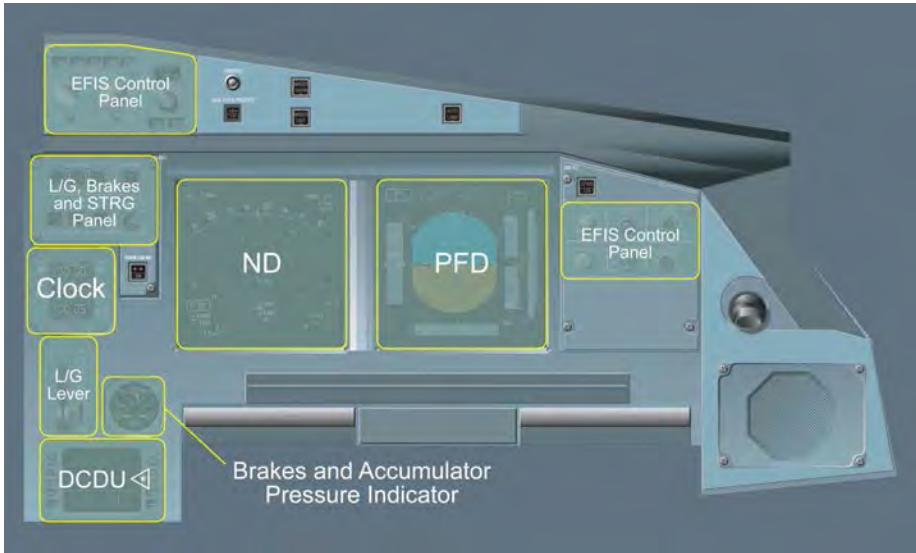 EFIS Control
Panel
L/G, Brakes
and STRG
Panel
ND
PFD
EFIS Control
Panel
Clock
L/G
Lever
DCDU
Brakes and Accumulator
Pressure Indicator